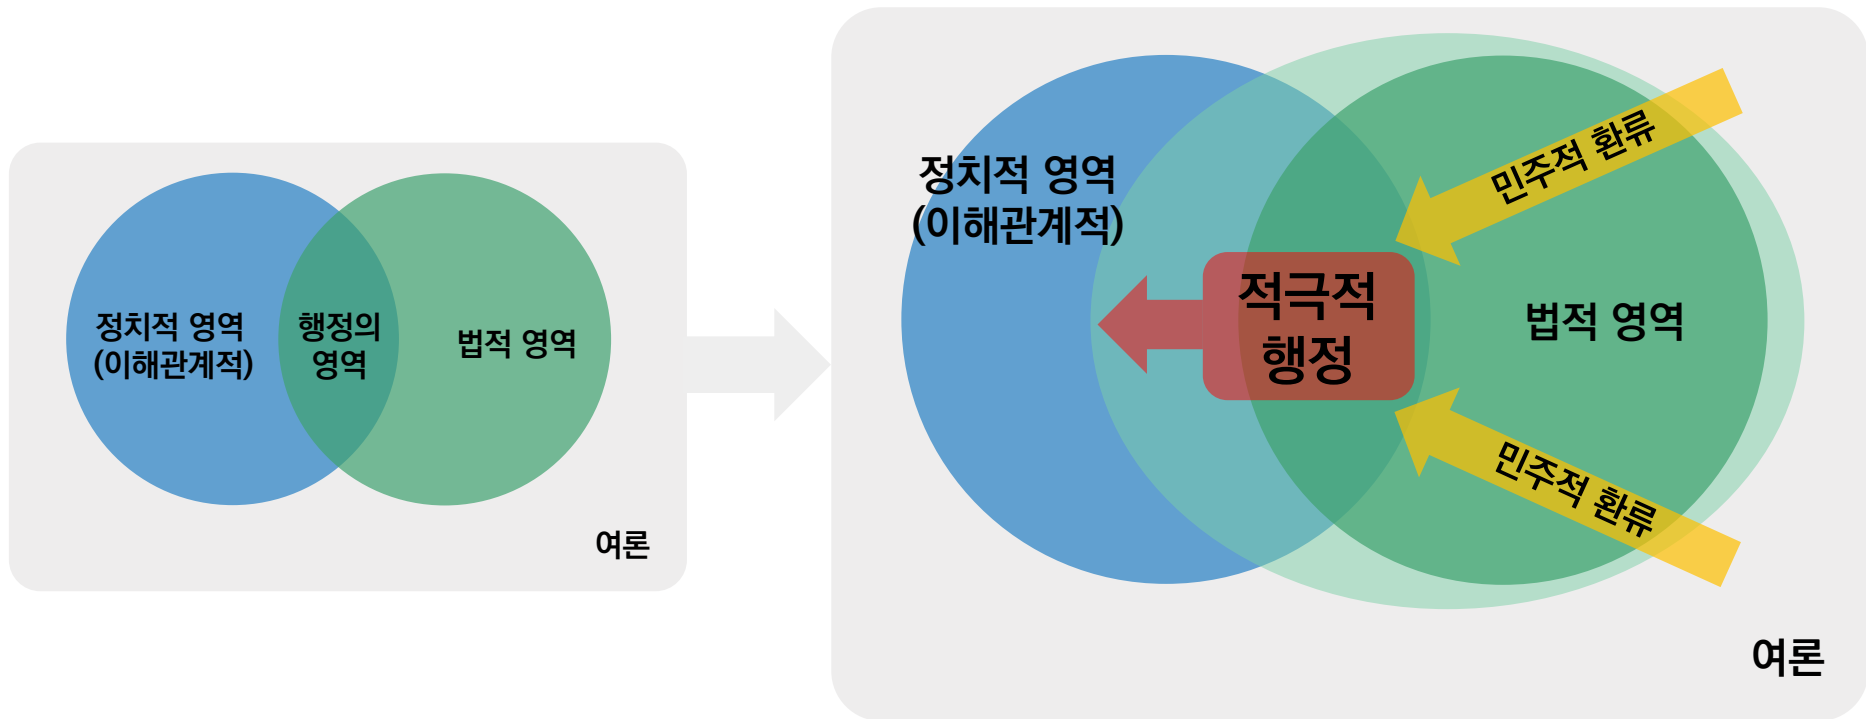 정치적 영역
(이해관계적)
행정의
영역
법적 영역
여론
정치적 영역
(이해관계적)
적극적
행정
법적 영역
민주적 환류
민주적 환류
여론